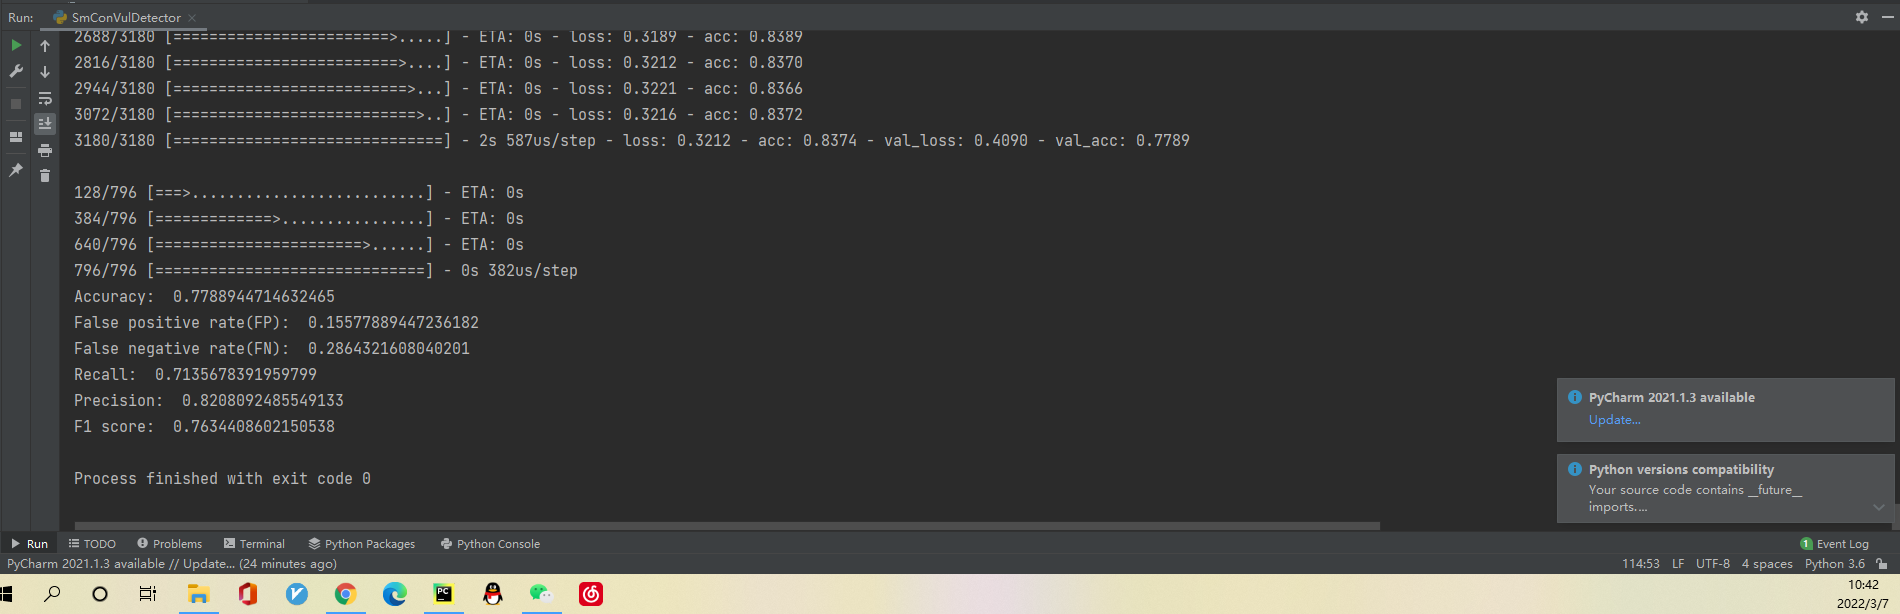 Run: SmConVulDetector
2688/3180 [========================>.....] - ETA: 0s - loss: 0.3189 - acc: 0.8389
2816/3180 [=========================>....] - ETA: 0s - loss: 0.3212 - acc: 0.8370
2944/3180 [==========================>...] - ETA: 0s - loss: 0.3221 - acc: 0.8366
3072/3180 [===========================>..] - ETA: 0s - loss: 0.3216 - acc: 0.8372
3180/3180 [==============================] - 2s 587us/step - loss: 0.3212 - acc: 0.8374 - val_loss: 0.4090 - val_acc: 0.7789
128/796 [===>..........................] - ETA: 0s
384/796 [=============>................] - ETA: 0s
640/796 [=======================>......] - ETA: 0s
796/796 [==============================] - 0s 382us/step
Accuracy:  0.7788944714632465
False positive rate(FP):  0.15577889447236182
False negative rate(FN):  0.2864321608040201
Recall:  0.7135678391959799
Precision:  0.8208092485549133
F1 score:  0.7634408602150538
Process finished with exit code 0
PyCharm 2021.1.3 available
Update...
Python versions compatibility
Your source code contains __future__
imports....
Run TODO Problems Terminal Python Packages Python Console 1 Event Log
PyCharm 2021.1.3 available // Update... (24 minutes ago) 114:53 LF UTF-8 4 spaces Python 3.6
PC
10:42
2022/3/7